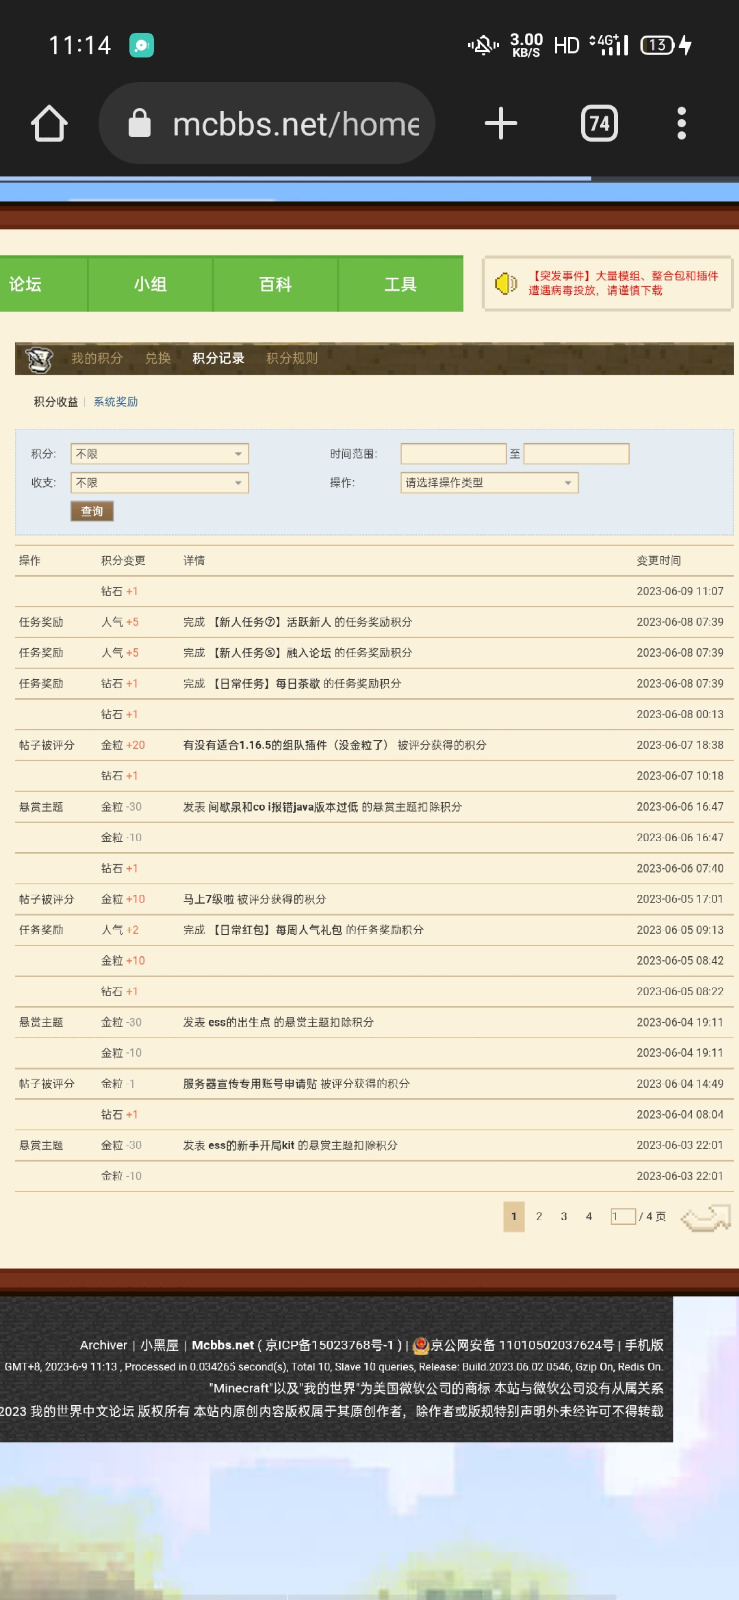 11:14
3.00 KB/S HD 4G+ 13
mcbbs.net/home
74
论坛 小组 百科 工具
【突发事件】大量模组、整合包和插件
遭遇病毒投放，请谨慎下载
我的积分 兑换 积分记录 积分规则
积分收益 | 系统奖励
积分: 不限 时间范围: 至
收支: 不限 操作: 请选择操作类型
查询
操作 积分变更 详情 变更时间
钻石 +1 2023-06-09 11:07
任务奖励 人气 +5 完成 【新人任务⑦】活跃新人 的任务奖励积分 2023-06-08 07:39
任务奖励 人气 +5 完成 【新人任务⑤】融入论坛 的任务奖励积分 2023-06-08 07:39
任务奖励 钻石 +1 完成 【日常任务】每日茶歇 的任务奖励积分 2023-06-08 07:39
钻石 +1 2023-06-08 00:13
帖子被评分 金粒 +20 有没有适合1.16.5的组队插件（没金粒了） 被评分获得的积分 2023-06-07 18:38
钻石 +1 2023-06-07 10:18
悬赏主题 金粒 -30 发表 间歇泉和co i报错java版本过低 的悬赏主题扣除积分 2023-06-06 16:47
金粒 -10 2023-06-06 16:47
钻石 +1 2023-06-06 07:40
帖子被评分 金粒 +10 马上7级啦 被评分获得的积分 2023-06-05 17:01
任务奖励 人气 +2 完成 【日常红包】每周人气礼包 的任务奖励积分 2023-06-05 09:13
金粒 +10 2023-06-05 08:42
钻石 +1 2023-06-05 08:22
悬赏主题 金粒 -30 发表 ess的出生点 的悬赏主题扣除积分 2023-06-04 19:11
金粒 -10 2023-06-04 19:11
帖子被评分 金粒 -1 服务器宣传专用账号申请贴 被评分获得的积分 2023-06-04 14:49
钻石 +1 2023-06-04 08:04
悬赏主题 金粒 -30 发表 ess的新手开局kit 的悬赏主题扣除积分 2023-06-03 22:01
金粒 -10 2023-06-03 22:01
1 2 3 4 1 / 4 页
Archiver | 小黑屋 | Mcbbs.net ( 京ICP备15023768号-1 ) | 京公网安备 11010502037624号 | 手机版
GMT+8, 2023-6-9 11:13 , Processed in 0.034265 second(s), Total 10, Slave 10 queries, Release: Build.2023.06.02 0546, Gzip On, Redis On.
"Minecraft"以及"我的世界"为美国微软公司的商标 本站与微软公司没有从属关系
2023 我的世界中文论坛 版权所有 本站内原创内容版权属于其原创作者，除作者或版规特别声明外未经许可不得转载